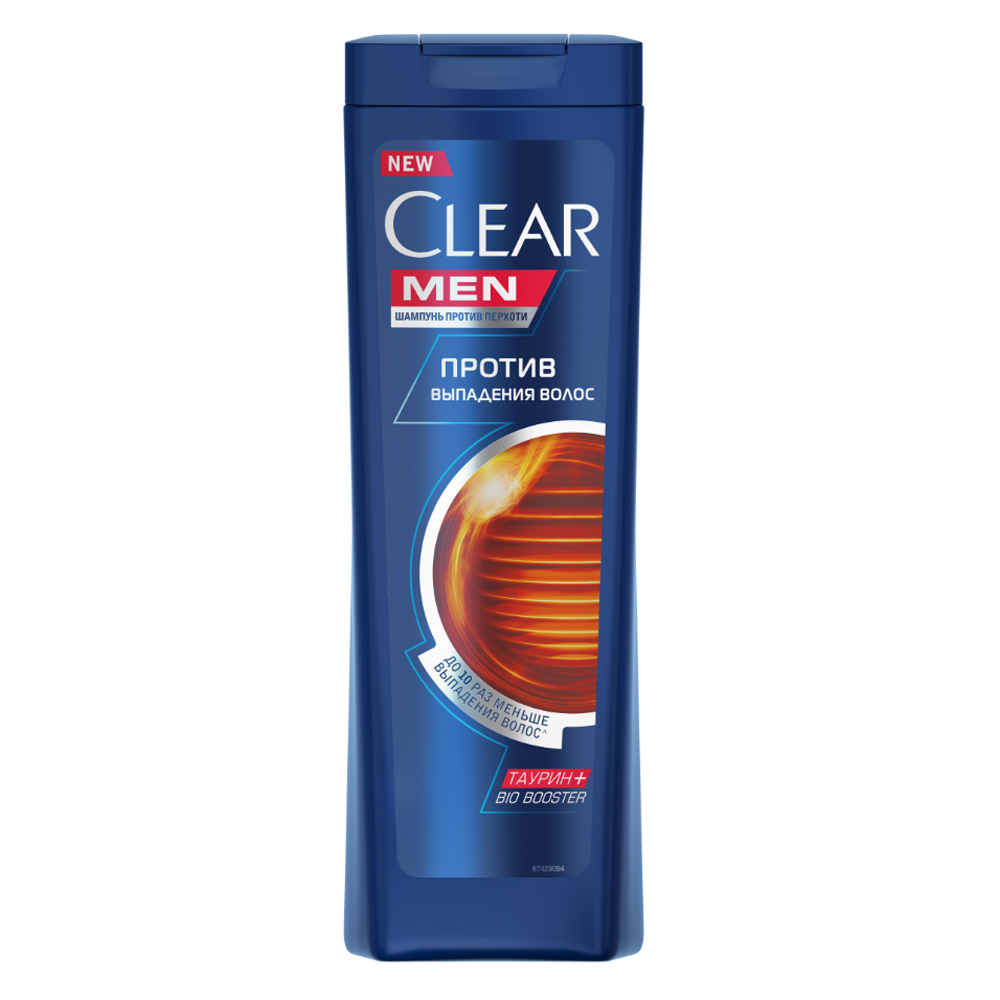 NEW
CLEAR
MEN
ШАМПУНЬ ПРОТИВ ПЕРХОТИ
ПРОТИВ
ВЫПАДЕНИЯ ВОЛОС
ДО 10 РАЗ МЕНЬШЕ
ВЫПАДЕНИЯ ВОЛОС^
ТАУРИН+
BIO BOOSTER
67429094